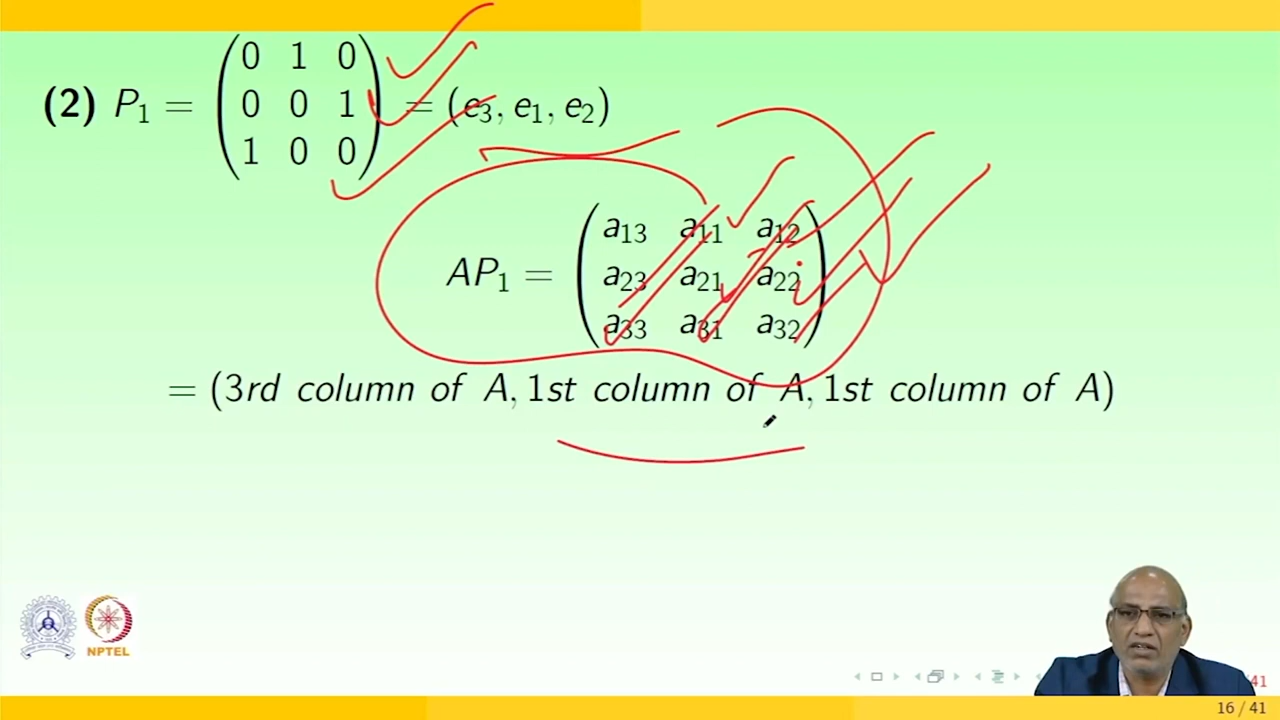 (2) P₁ = (0 1 0
0 0 1
1 0 0) = (e₃, e₁, e₂)
AP₁ = (a₁₃ a₁₁ a₁₂
a₂₃ a₂₁ a₂₂
a₃₃ a₃₁ a₃₂)
= (3rd column of A, 1st column of A, 1st column of A)
NPTEL
/41
16 / 41